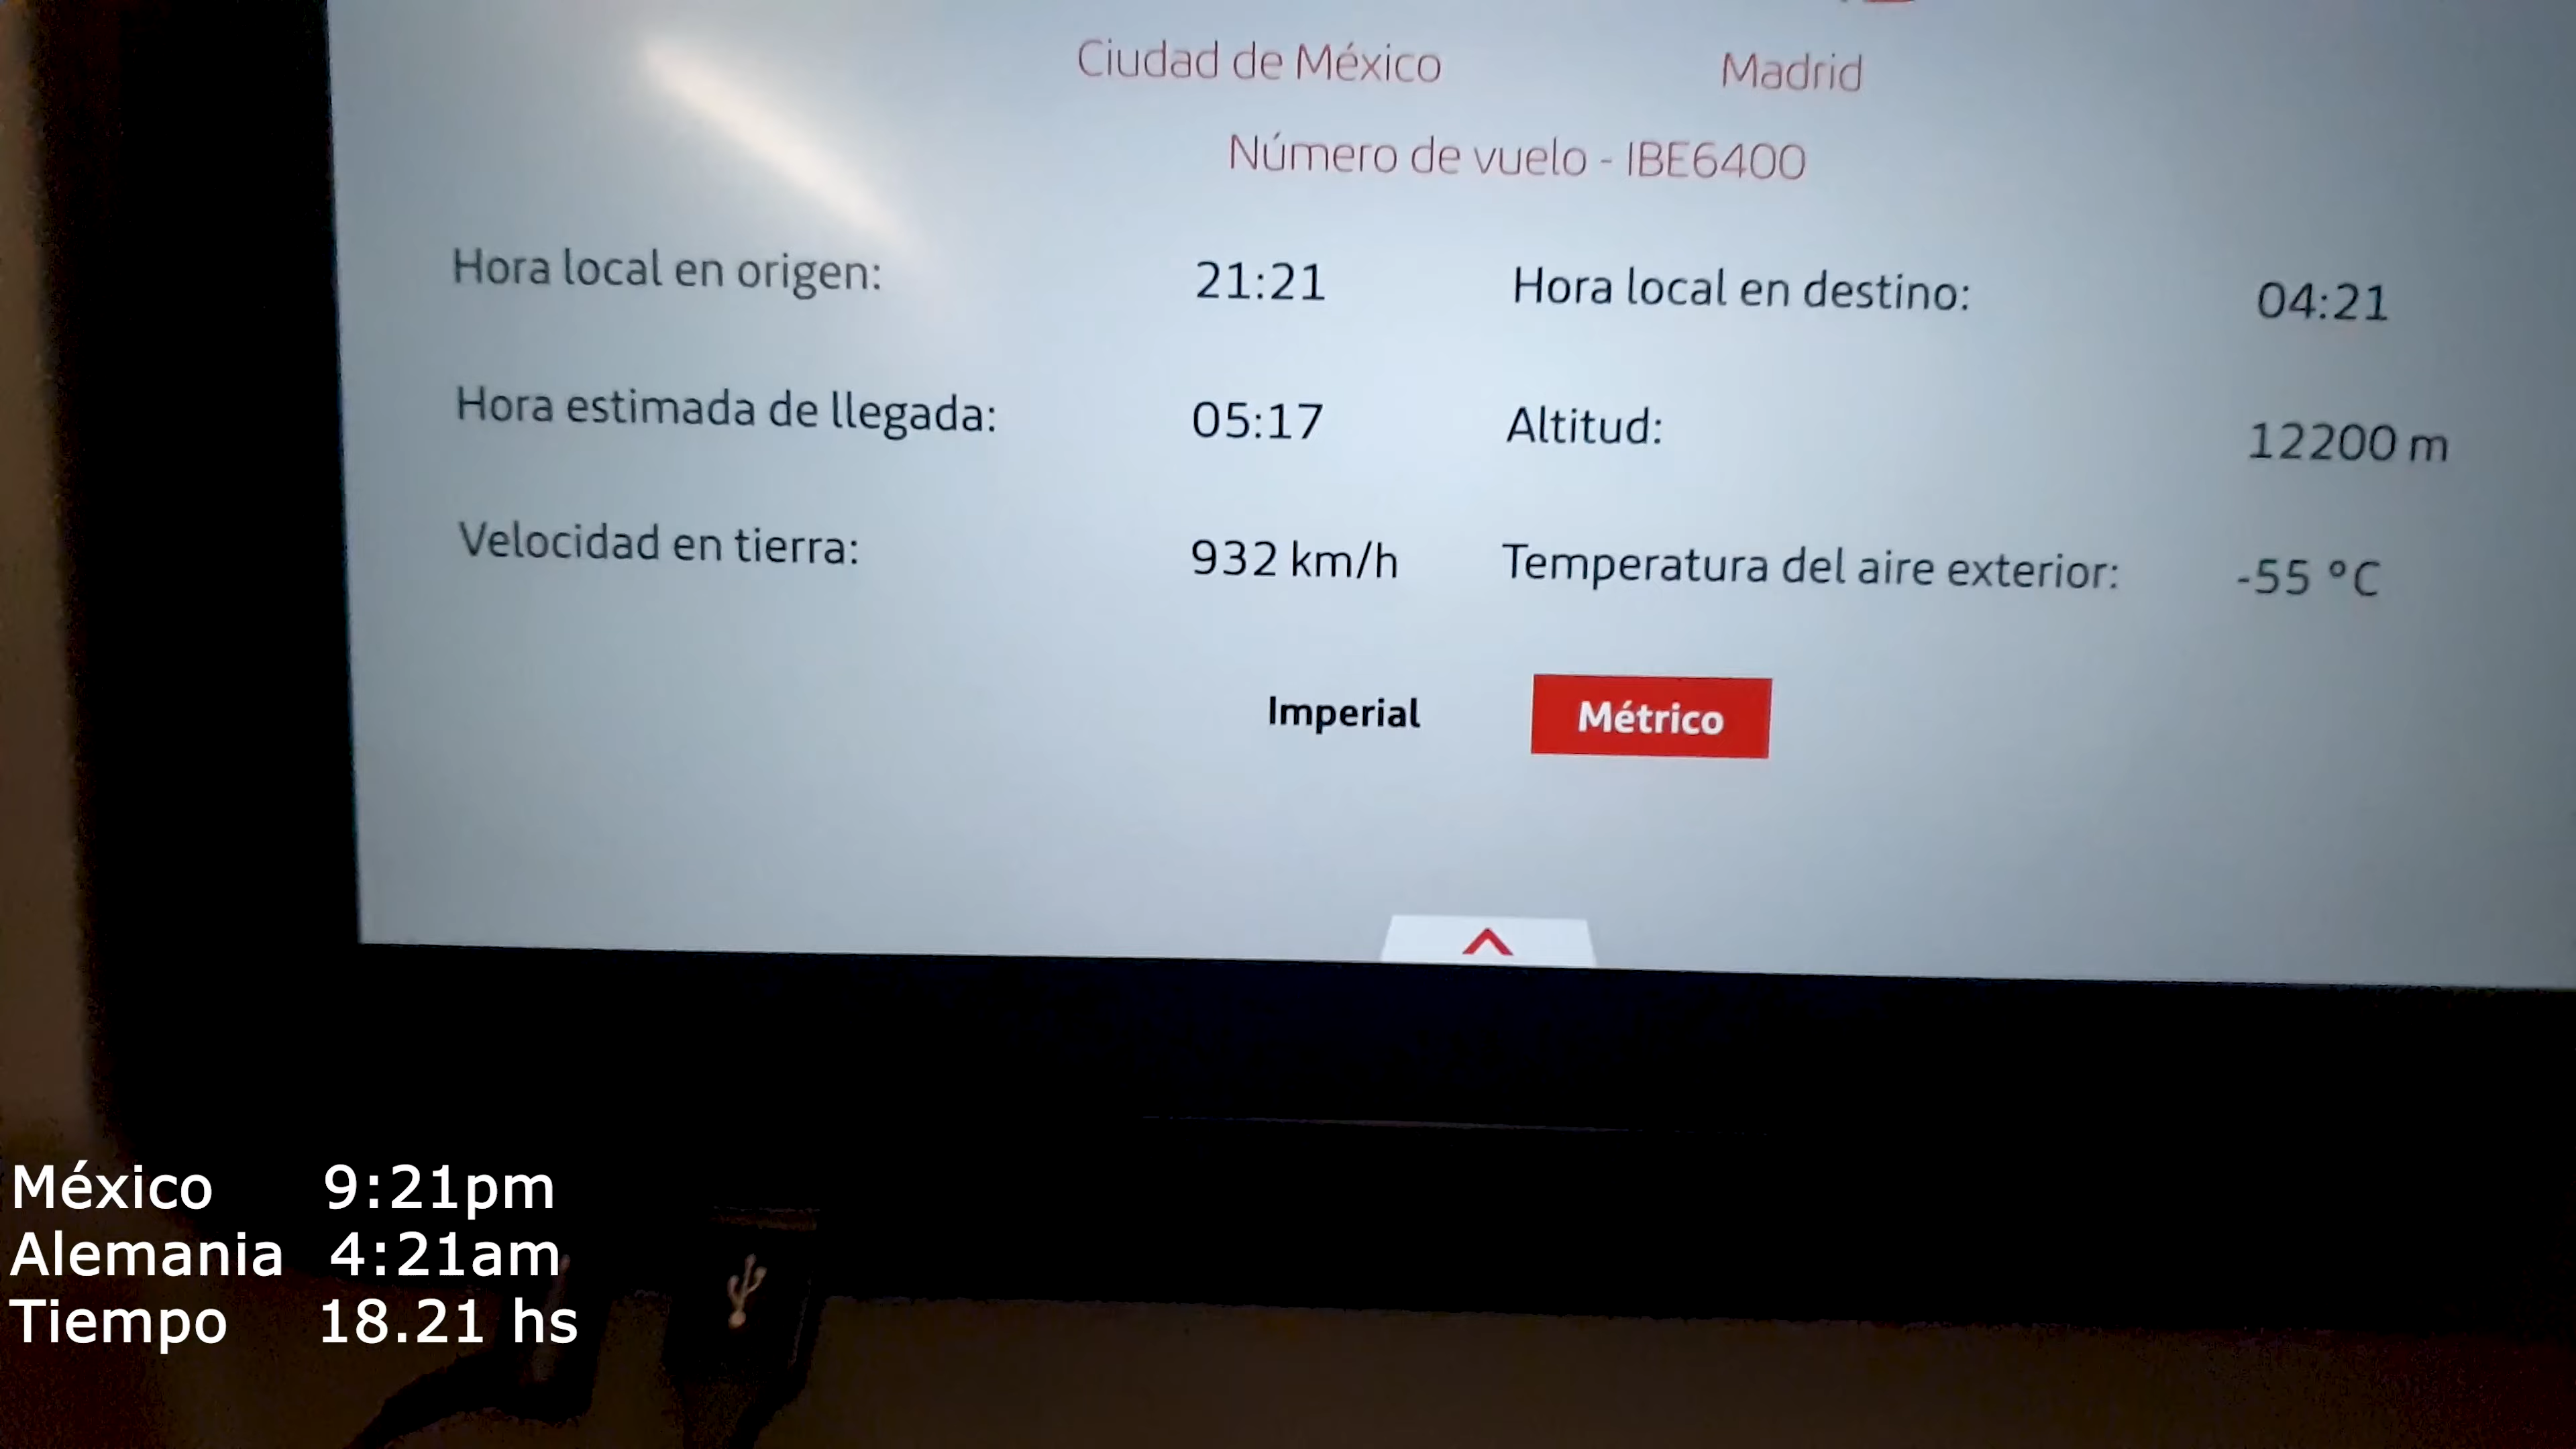 Ciudad de México Madrid
Número de vuelo - IBE6400
Hora local en origen: 21:21 Hora local en destino: 04:21
Hora estimada de llegada: 05:17 Altitud: 12200 m
Velocidad en tierra: 932 km/h Temperatura del aire exterior: -55 °C
Imperial Métrico
México 9:21pm
Alemania 4:21am
Tiempo 18.21 hs